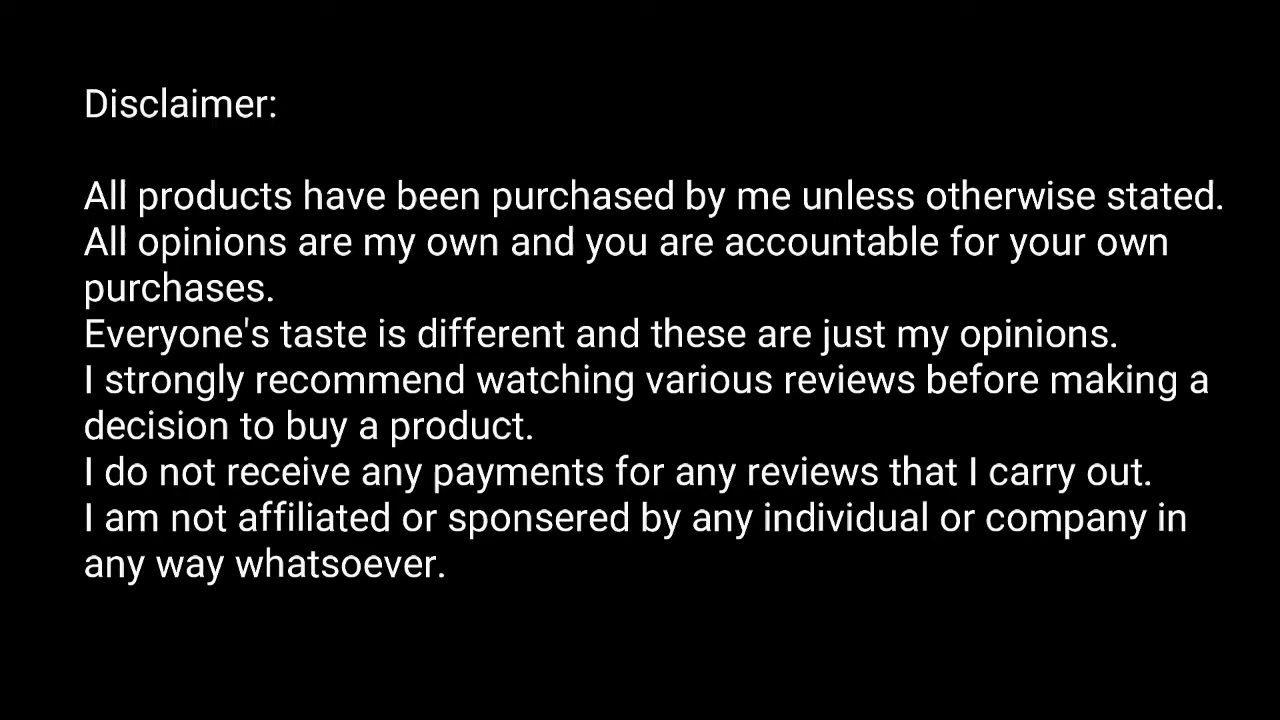 Disclaimer:
All products have been purchased by me unless otherwise stated.
All opinions are my own and you are accountable for your own
purchases.
Everyone's taste is different and these are just my opinions.
I strongly recommend watching various reviews before making a
decision to buy a product.
I do not receive any payments for any reviews that I carry out.
I am not affiliated or sponsered by any individual or company in
any way whatsoever.